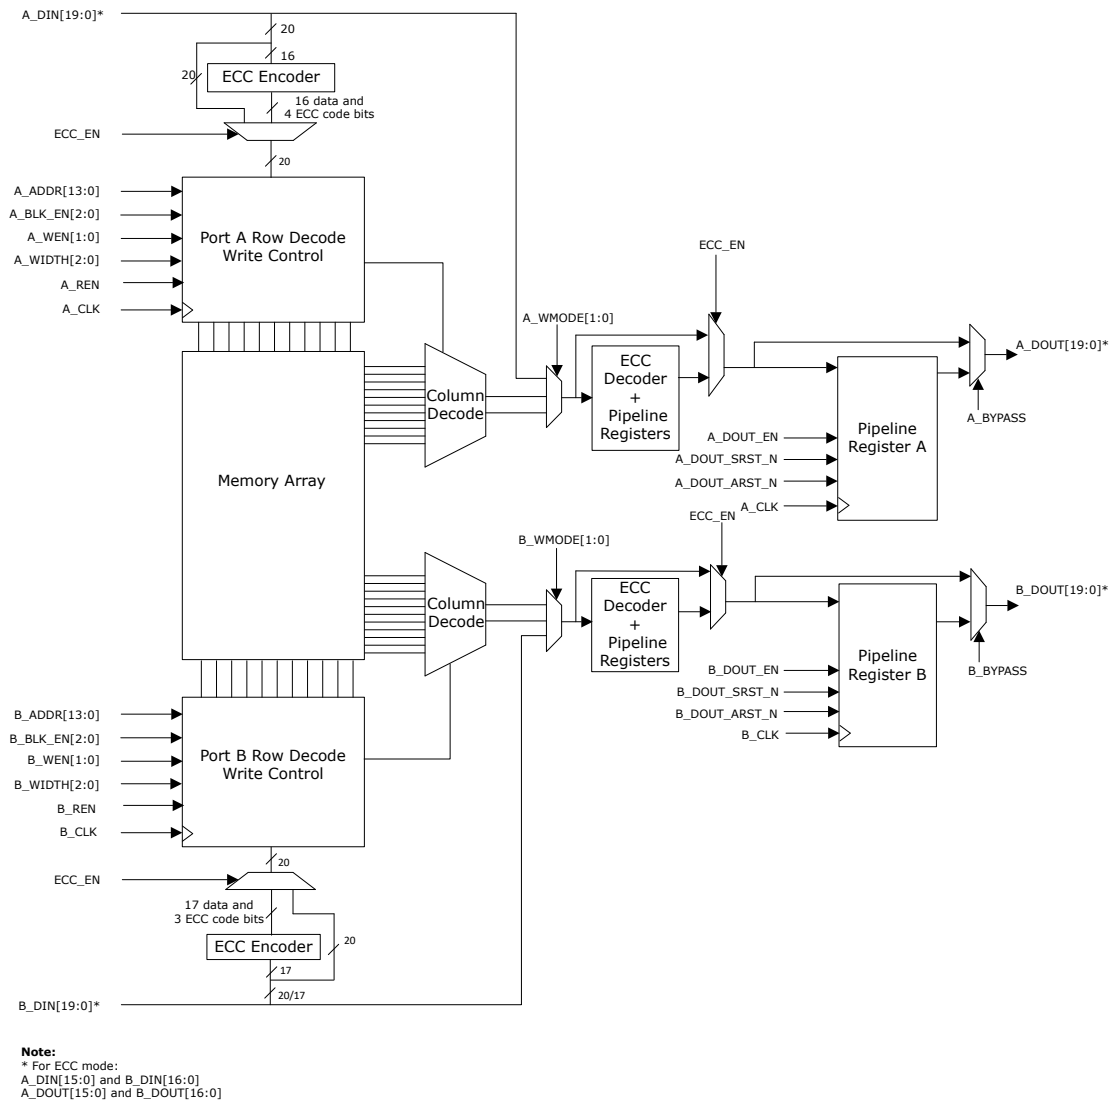 A_DIN[19:0]*
20
16
20
ECC Encoder
16 data and
4 ECC code bits
ECC_EN
20
A_ADDR[13:0]
A_BLK_EN[2:0]
A_WEN[1:0]
A_WIDTH[2:0]
A_REN
A_CLK
Port A Row Decode
Write Control
Memory Array
Column
Decode
A_WMODE[1:0]
ECC
Decoder
+
Pipeline
Registers
ECC_EN
A_DOUT_EN
A_DOUT_SRST_N
A_DOUT_ARST_N
A_CLK
Pipeline
Register A
A_DOUT[19:0]*
A_BYPASS
Column
Decode
B_WMODE[1:0]
ECC
Decoder
+
Pipeline
Registers
ECC_EN
B_DOUT_EN
B_DOUT_SRST_N
B_DOUT_ARST_N
B_CLK
Pipeline
Register B
B_DOUT[19:0]*
B_BYPASS
B_ADDR[13:0]
B_BLK_EN[2:0]
B_WEN[1:0]
B_WIDTH[2:0]
B_REN
B_CLK
Port B Row Decode
Write Control
20
ECC_EN
17 data and
3 ECC code bits
20
ECC Encoder
17
20/17
B_DIN[19:0]*
Note:
* For ECC mode:
A_DIN[15:0] and B_DIN[16:0]
A_DOUT[15:0] and B_DOUT[16:0]